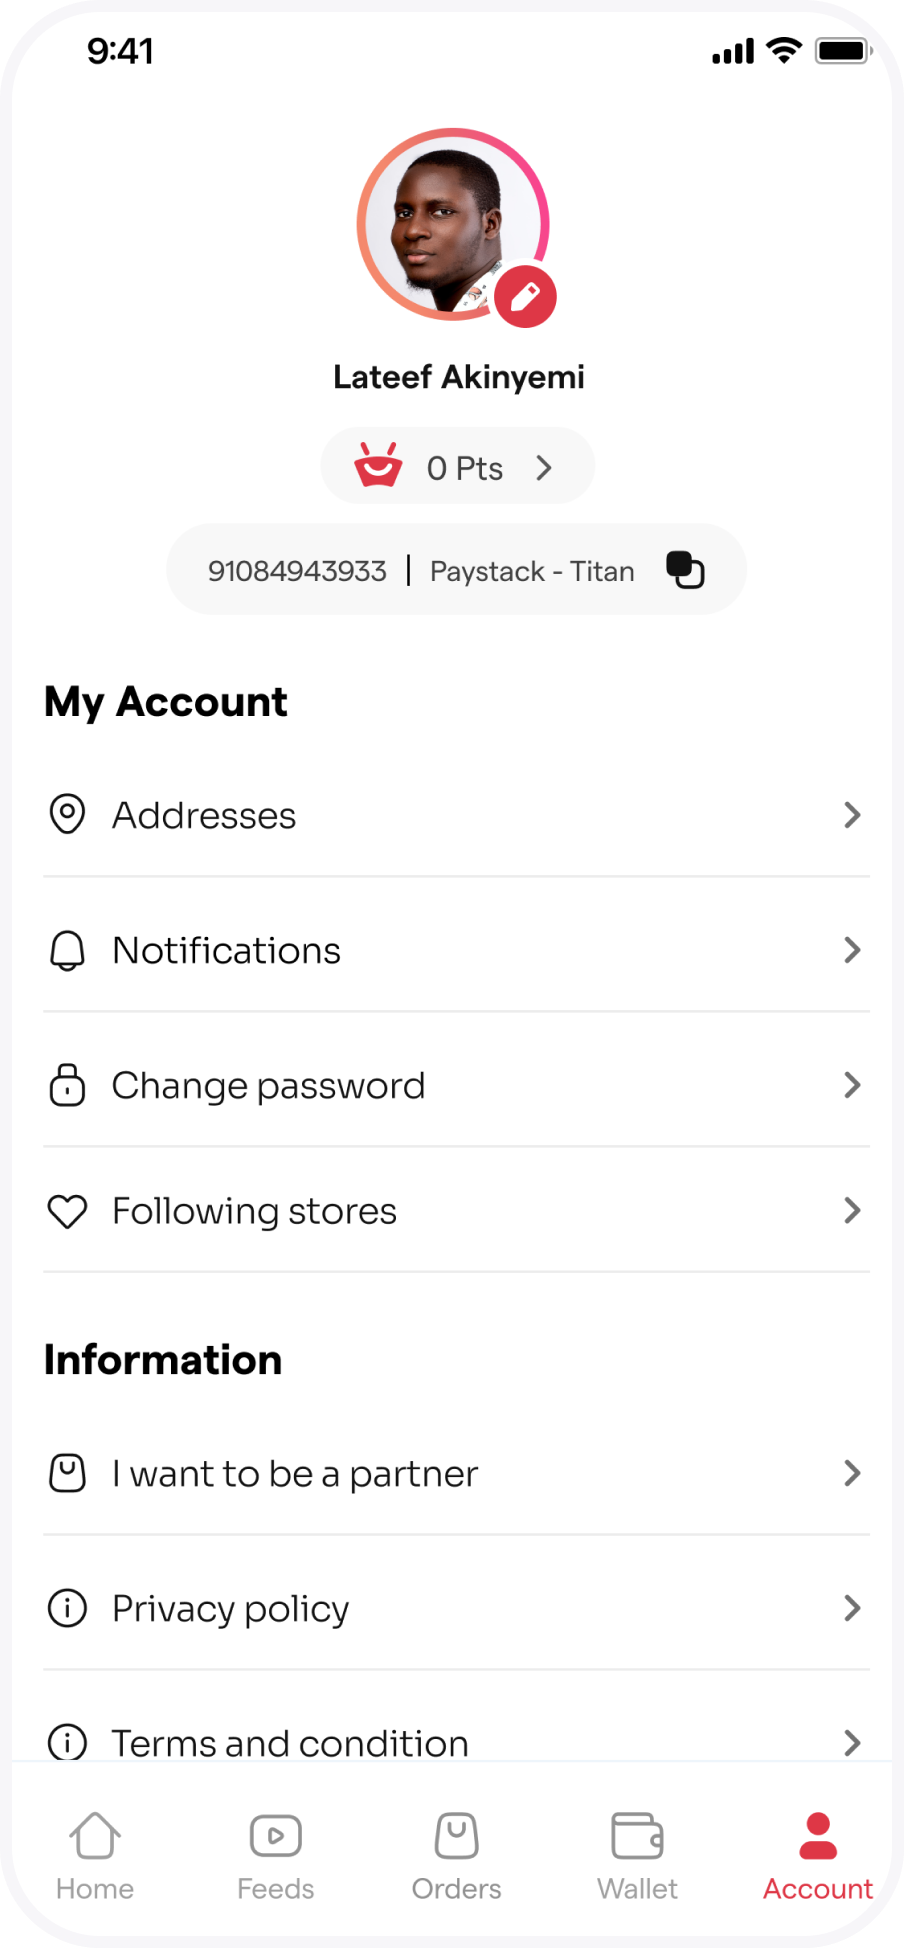 9:41
Lateef Akinyemi
0 Pts
91084943933 | Paystack - Titan
My Account
Addresses
Notifications
Change password
Following stores
Information
I want to be a partner
Privacy policy
Terms and condition
Home Feeds Orders Wallet Account